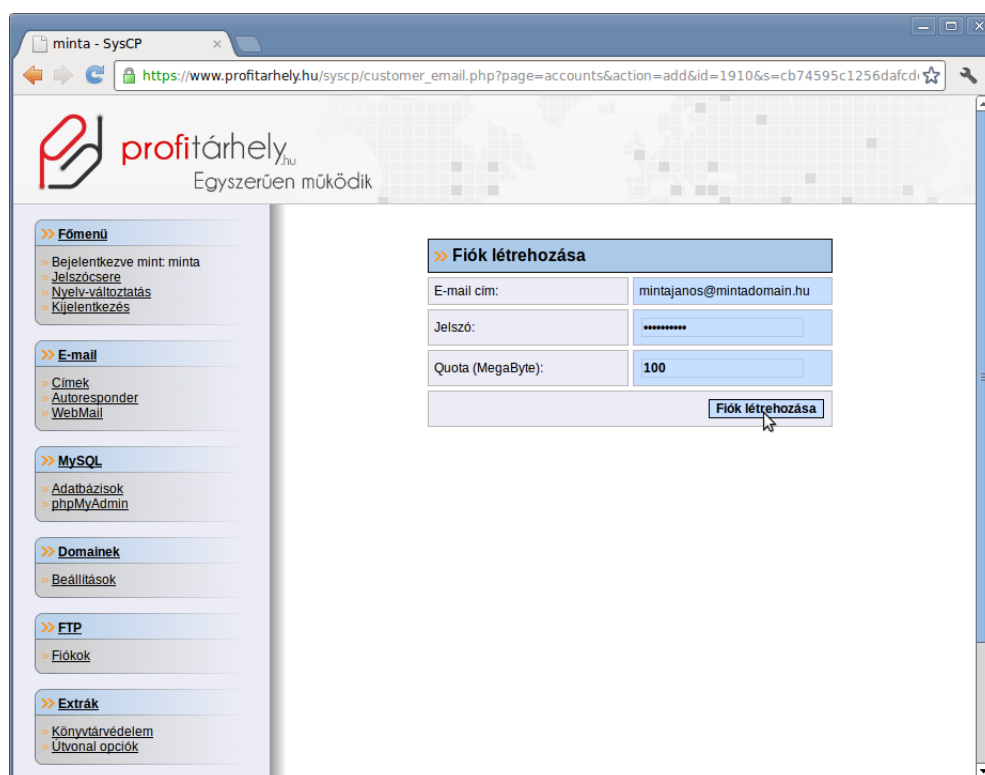 minta - SysCP
https://www.profitarhely.hu/syscp/customer_email.php?page=accounts&action=add&id=1910&s=cb74595c1256dafcd
profitárhely.hu
Egyszerűen működik
Főmenü
Bejelentkezve mint: minta
Jelszócsere
Nyelv-változtatás
Kijelentkezés
E-mail
Címek
Autoresponder
WebMail
MySQL
Adatbázisok
phpMyAdmin
Domainek
Beállítások
FTP
Fiókok
Extrák
Könyvtárvédelem
Útvonal opciók
Fiók létrehozása
E-mail cím: mintajanos@mintadomain.hu
Jelszó: ••••••••••
Quota (MegaByte): 100
Fiók létrehozása